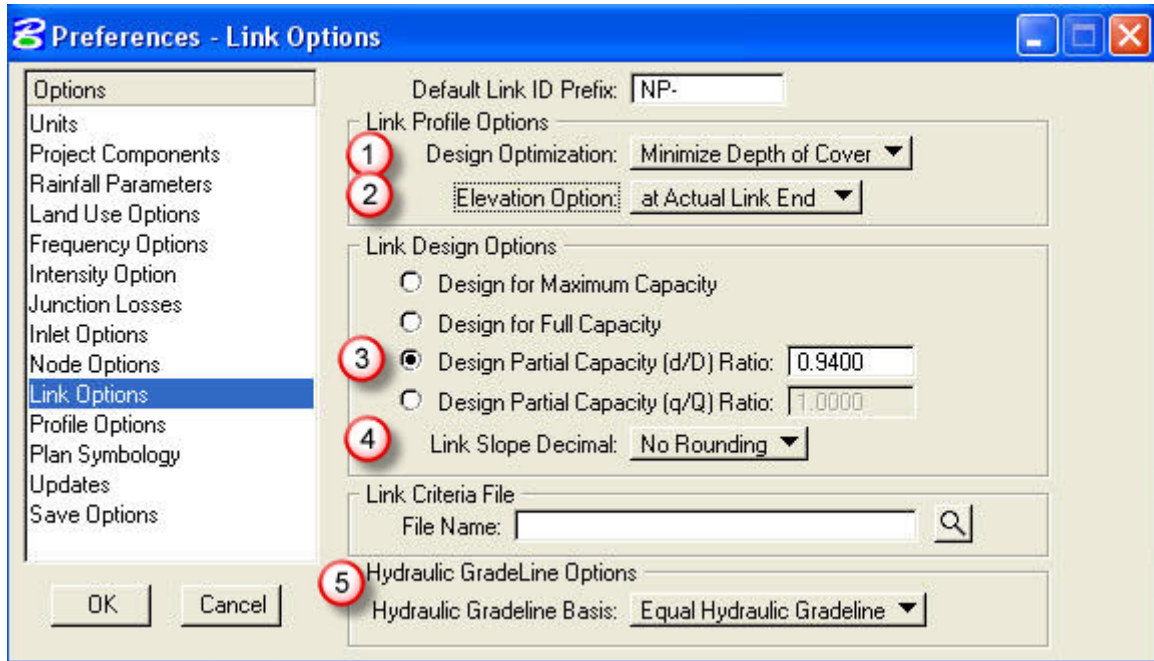 Preferences - Link Options
Options
Units
Project Components
Rainfall Parameters
Land Use Options
Frequency Options
Intensity Option
Junction Losses
Inlet Options
Node Options
Link Options
Profile Options
Plan Symbology
Updates
Save Options
OK
Cancel
Default Link ID Prefix: NP-
Link Profile Options
1 Design Optimization: Minimize Depth of Cover
2 Elevation Option: at Actual Link End
Link Design Options
Design for Maximum Capacity
Design for Full Capacity
3 Design Partial Capacity (d/D) Ratio: 0.9400
Design Partial Capacity (q/Q) Ratio: 1.0000
4 Link Slope Decimal: No Rounding
Link Criteria File
File Name:
5 Hydraulic GradeLine Options
Hydraulic Gradeline Basis: Equal Hydraulic Gradeline